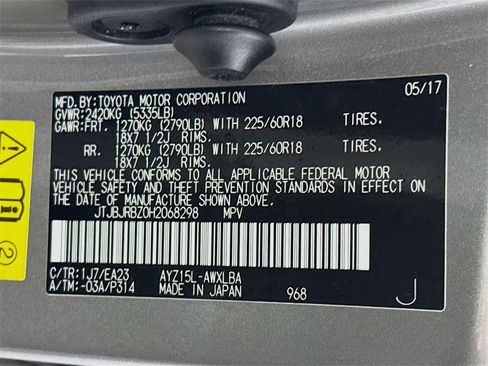 MFD.BY:TOYOTA MOTOR CORPORATION 05/17
GVWR:2420KG (5335LB)
GAWR:FRT. 1270KG (2790LB) WITH 225/60R18 TIRES.
18X7 1/2J RIMS.
RR. 1270KG (2790LB) WITH 225/60R18 TIRES.
18X7 1/2J RIMS.
THIS VEHICLE CONFORMS TO ALL APPLICABLE FEDERAL MOTOR
VEHICLE SAFETY AND THEFT PREVENTION STANDARDS IN EFFECT ON
THE DATE OF MANUFACTURE SHOWN ABOVE.
JTJBJRBZ0H2068298 MPV
C/TR:1J7/EA23 AYZ15L-AWXLBA
A/TM:-03A/P314 MADE IN JAPAN 968 J
2